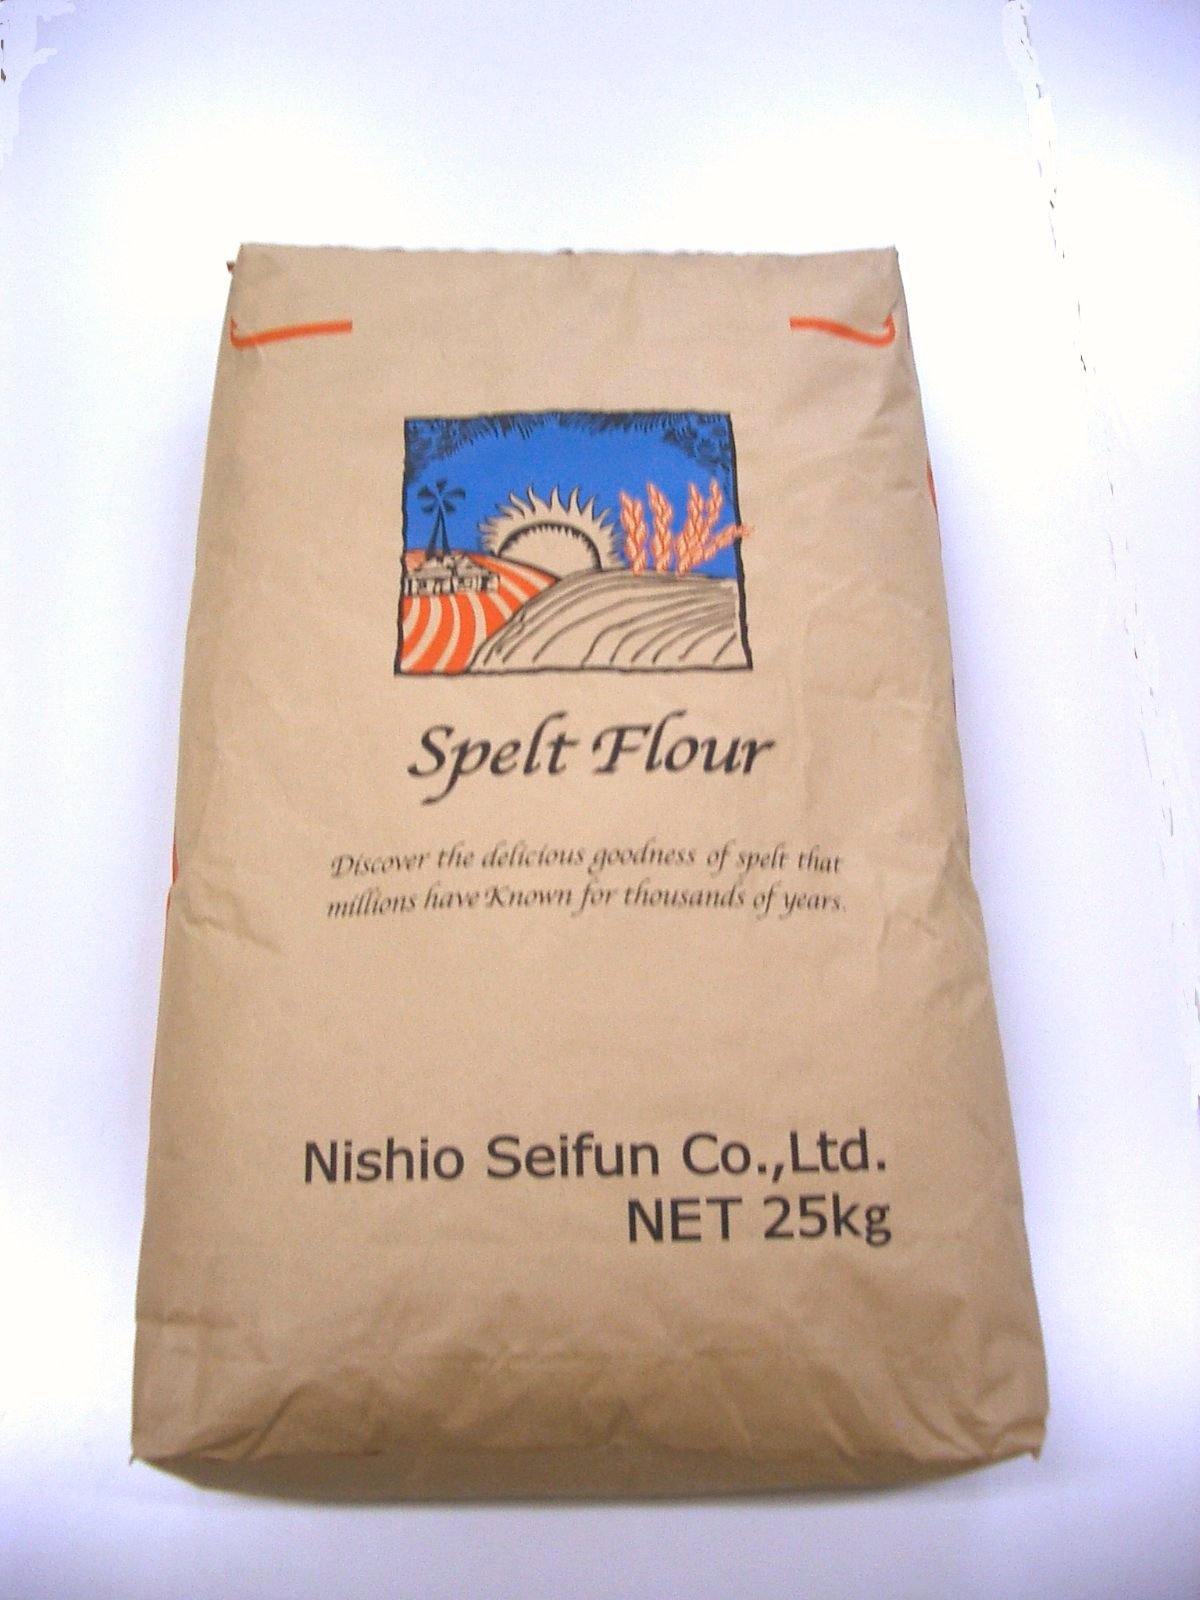 Spelt Flour
Discover the delicious goodness of spelt that
millions have Known for thousands of years.
Nishio Seifun Co.,Ltd.
NET 25kg